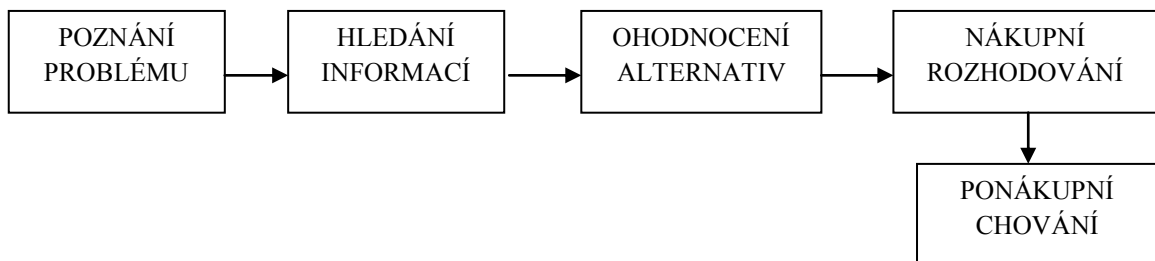 POZNÁNÍ
PROBLÉMU
HLEDÁNÍ
INFORMACÍ
OHODNOCENÍ
ALTERNATIV
NÁKUPNÍ
ROZHODOVÁNÍ
PONÁKUPNÍ
CHOVÁNÍ